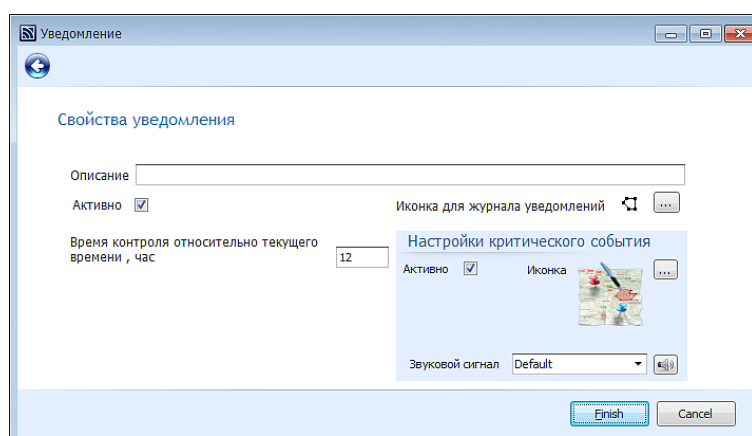 Уведомление
Свойства уведомления
Описание
Активно
Иконка для журнала уведомлений ...
Время контроля относительно текущего
времени , час
12
Настройки критического события
Активно Иконка ...
Звуковой сигнал Default
Finish Cancel